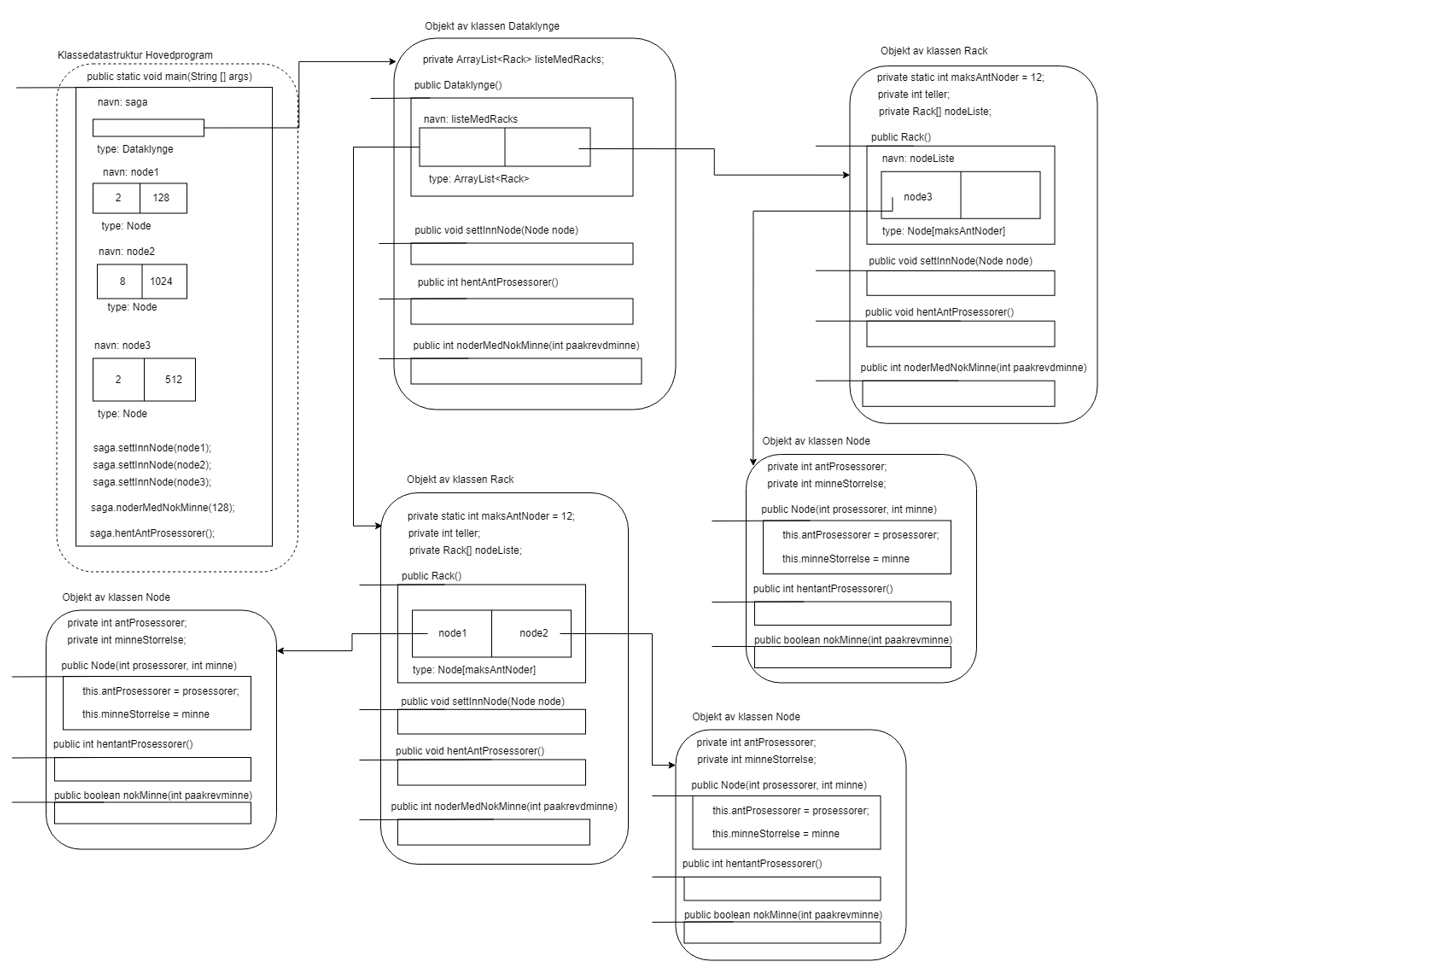 Klassedatastruktur Hovedprogram
public static void main(String [] args)
navn: saga
type: Dataklynge
navn: node1
2 128
type: Node
navn: node2
8 1024
type: Node
navn: node3
2 512
type: Node
saga.settInnNode(node1);
saga.settInnNode(node2);
saga.settInnNode(node3);
saga.noderMedNokMinne(128);
saga.hentAntProsessorer();
Objekt av klassen Dataklynge
private ArrayList<Rack> listeMedRacks;
public Dataklynge()
navn: listeMedRacks
type: ArrayList<Rack>
public void settInnNode(Node node)
public int hentAntProsessorer()
public int noderMedNokMinne(int paakrevdminne)
Objekt av klassen Rack
private static int maksAntNoder = 12;
private int teller;
private Rack[] nodeListe;
public Rack()
navn: nodeListe
node3
type: Node[maksAntNoder]
public void settInnNode(Node node)
public void hentAntProsessorer()
public int noderMedNokMinne(int paakrevdminne)
Objekt av klassen Node
private int antProsessorer;
private int minneStorrelse;
public Node(int prosessorer, int minne)
this.antProsessorer = prosessorer;
this.minneStorrelse = minne
public int hentantProsessorer()
public boolean nokMinne(int paakrevminne)
Objekt av klassen Rack
private static int maksAntNoder = 12;
private int teller;
private Rack[] nodeListe;
public Rack()
node1 node2
type: Node[maksAntNoder]
public void settInnNode(Node node)
public void hentAntProsessorer()
public int noderMedNokMinne(int paakrevdminne)
Objekt av klassen Node
private int antProsessorer;
private int minneStorrelse;
public Node(int prosessorer, int minne)
this.antProsessorer = prosessorer;
this.minneStorrelse = minne
public int hentantProsessorer()
public boolean nokMinne(int paakrevminne)
Objekt av klassen Node
private int antProsessorer;
private int minneStorrelse;
public Node(int prosessorer, int minne)
this.antProsessorer = prosessorer;
this.minneStorrelse = minne
public int hentantProsessorer()
public boolean nokMinne(int paakrevminne)